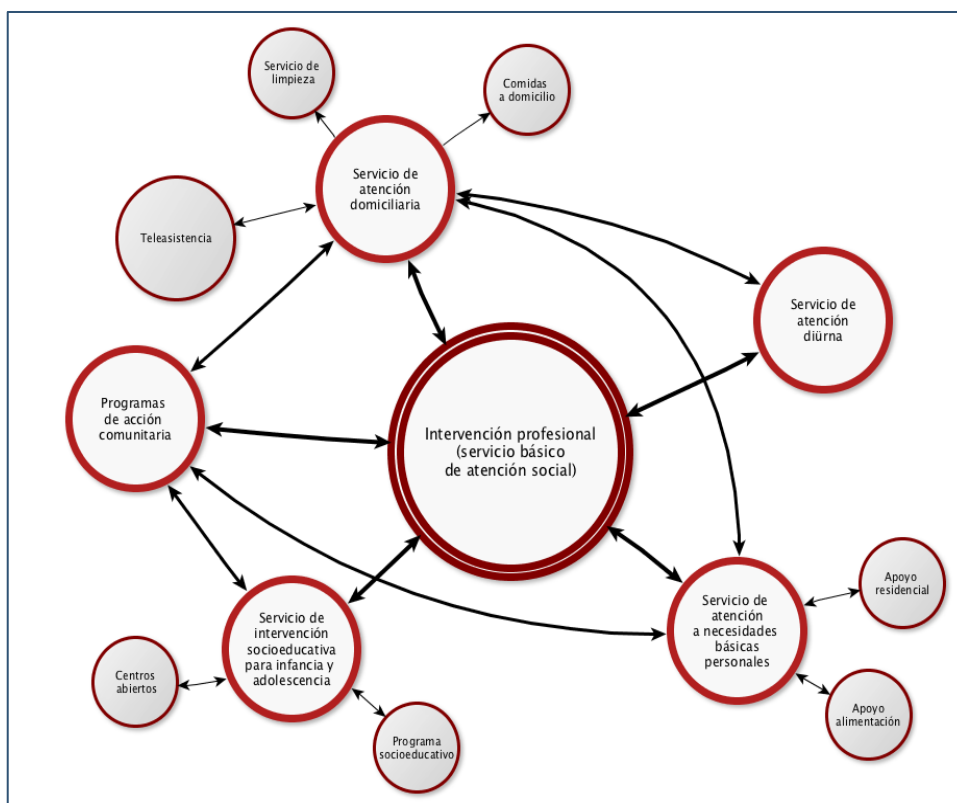 Servicio de
limpieza
Comidas
a domicilio
Servicio de
atención
domiciliaria
Teleasistencia
Servicio de
atención
diürna
Programas
de acción
comunitaria
Intervención profesional
(servicio básico
de atención social)
Servicio de
intervención
socioeducativa
para infancia y
adolescencia
Servicio de
atención
a necesidades
básicas
personales
Apoyo
residencial
Centros
abiertos
Programa
socioeducativo
Apoyo
alimentación